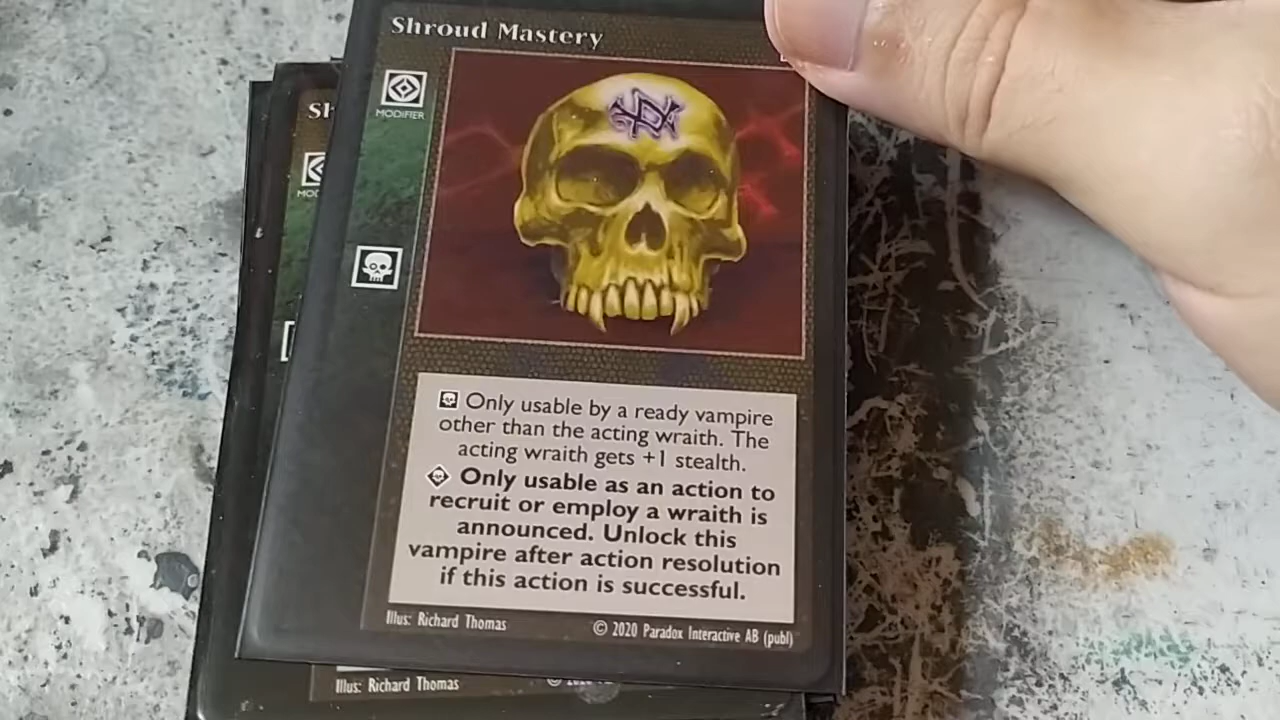 Shroud Mastery
MODIFIER
Only usable by a ready vampire
other than the acting wraith. The
acting wraith gets +1 stealth.
Only usable as an action to
recruit or employ a wraith is
announced. Unlock this
vampire after action resolution
if this action is successful.
Illus: Richard Thomas
© 2020 Paradox Interactive AB (publ)
Sh
MOD
Illus: Richard Thomas